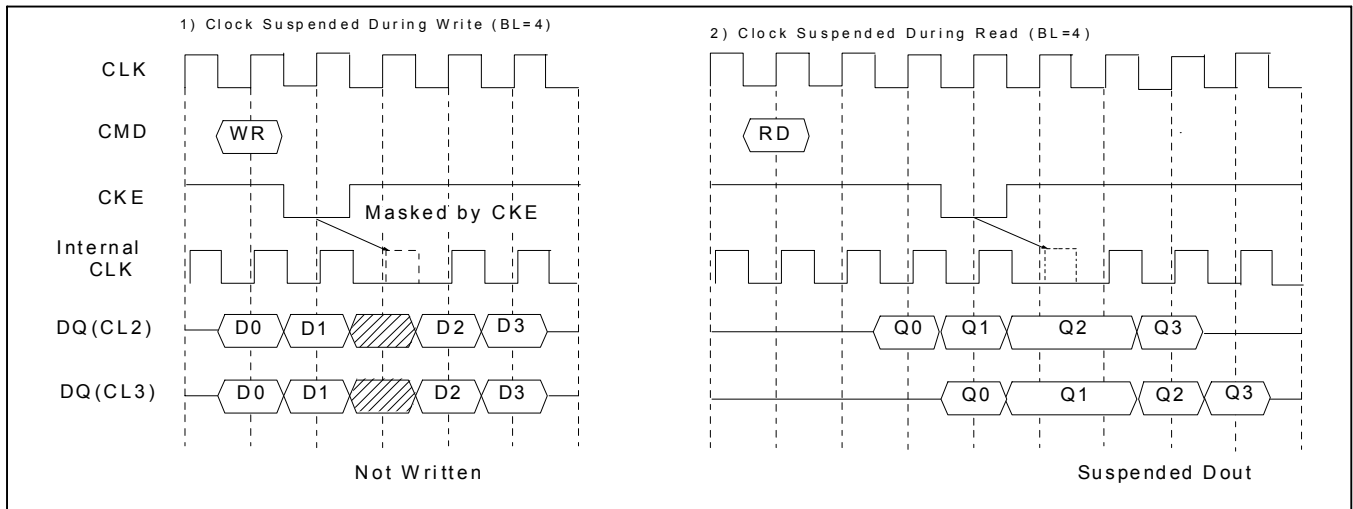 1) Clock Suspended During Write (BL=4)
2) Clock Suspended During Read (BL=4)
CLK
CMD
WR
RD
CKE
Masked by CKE
Internal
CLK
DQ(CL2)
D0 D1 D2 D3
Q0 Q1 Q2 Q3
DQ(CL3)
D0 D1 D2 D3
Q0 Q1 Q2 Q3
Not Written
Suspended Dout